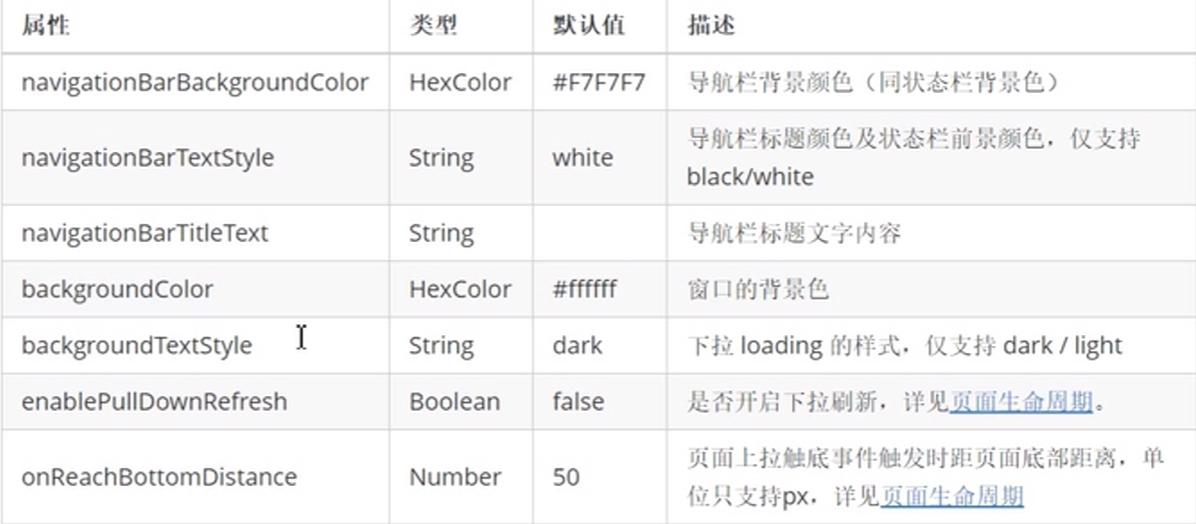 属性 类型 默认值 描述
navigationBarBackgroundColor HexColor #F7F7F7 导航栏背景颜色（同状态栏背景色）
navigationBarTextStyle String white 导航栏标题颜色及状态栏前景颜色，仅支持
black/white
navigationBarTitleText String 导航栏标题文字内容
backgroundColor HexColor #ffffff 窗口的背景色
backgroundTextStyle String dark 下拉 loading 的样式，仅支持 dark / light
enablePullDownRefresh Boolean false 是否开启下拉刷新，详见页面生命周期。
onReachBottomDistance Number 50 页面上拉触底事件触发时距页面底部距离，单
位只支持px，详见页面生命周期